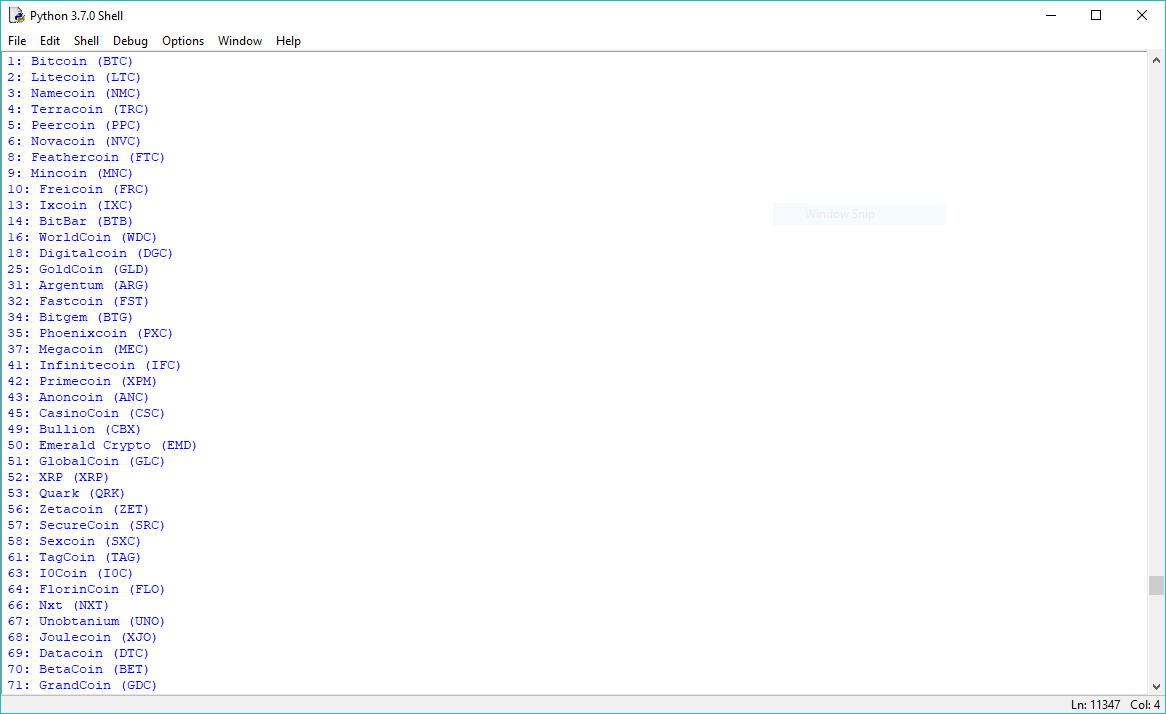 Python 3.7.0 Shell
File Edit Shell Debug Options Window Help
1: Bitcoin (BTC)
2: Litecoin (LTC)
3: Namecoin (NMC)
4: Terracoin (TRC)
5: Peercoin (PPC)
6: Novacoin (NVC)
8: Feathercoin (FTC)
9: Mincoin (MNC)
10: Freicoin (FRC)
13: Ixcoin (IXC)
14: BitBar (BTB)
16: WorldCoin (WDC)
18: Digitalcoin (DGC)
25: GoldCoin (GLD)
31: Argentum (ARG)
32: Fastcoin (FST)
34: Bitgem (BTG)
35: Phoenixcoin (PXC)
37: Megacoin (MEC)
41: Infinitecoin (IFC)
42: Primecoin (XPM)
43: Anoncoin (ANC)
45: CasinoCoin (CSC)
49: Bullion (CBX)
50: Emerald Crypto (EMD)
51: GlobalCoin (GLC)
52: XRP (XRP)
53: Quark (QRK)
56: Zetacoin (ZET)
57: SecureCoin (SRC)
58: Sexcoin (SXC)
61: TagCoin (TAG)
63: I0Coin (I0C)
64: FlorinCoin (FLO)
66: Nxt (NXT)
67: Unobtanium (UNO)
68: Joulecoin (XJO)
69: Datacoin (DTC)
70: BetaCoin (BET)
71: GrandCoin (GDC)
Window Snip
Ln: 11347 Col: 4